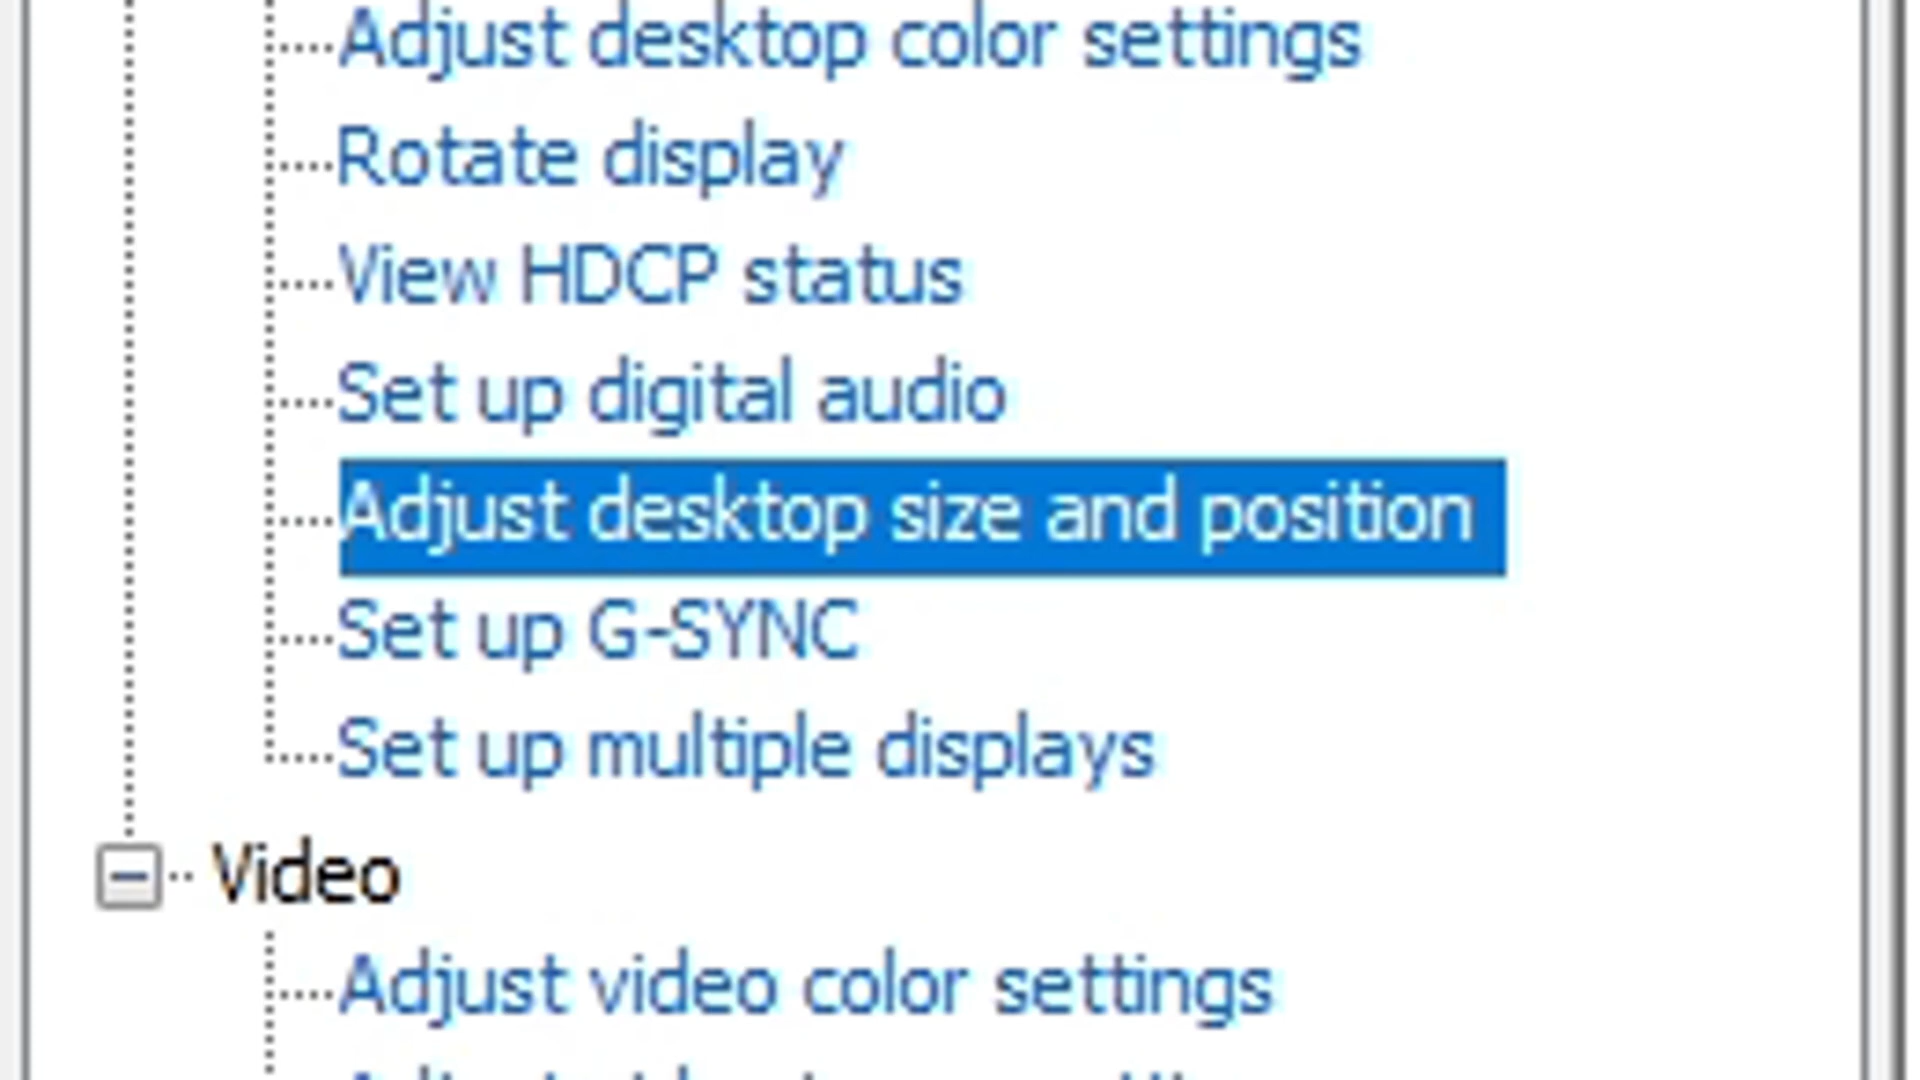 Adjust desktop color settings
Rotate display
View HDCP status
Set up digital audio
Adjust desktop size and position
Set up G-SYNC
Set up multiple displays
Video
Adjust video color settings